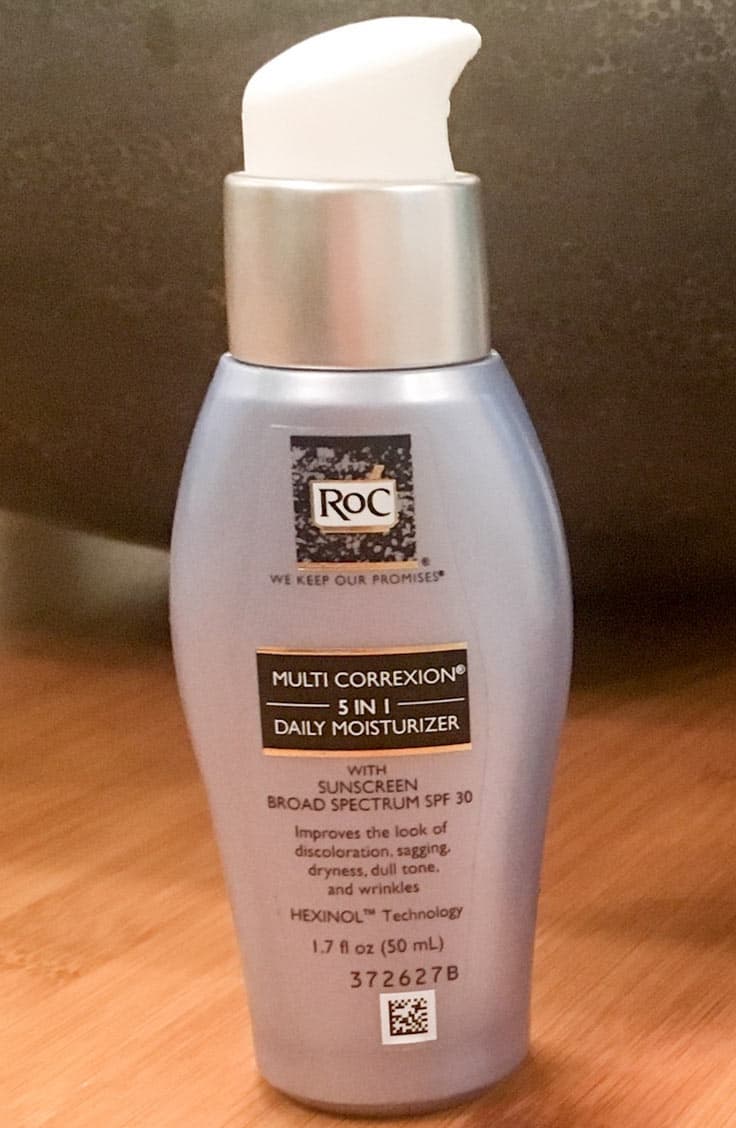 RoC
®
WE KEEP OUR PROMISES®
MULTI CORREXION®
5 IN 1
DAILY MOISTURIZER
WITH
SUNSCREEN
BROAD SPECTRUM SPF 30
Improves the look of
discoloration, sagging,
dryness, dull tone,
and wrinkles
HEXINOL™ Technology
1.7 fl oz (50 mL)
372627B